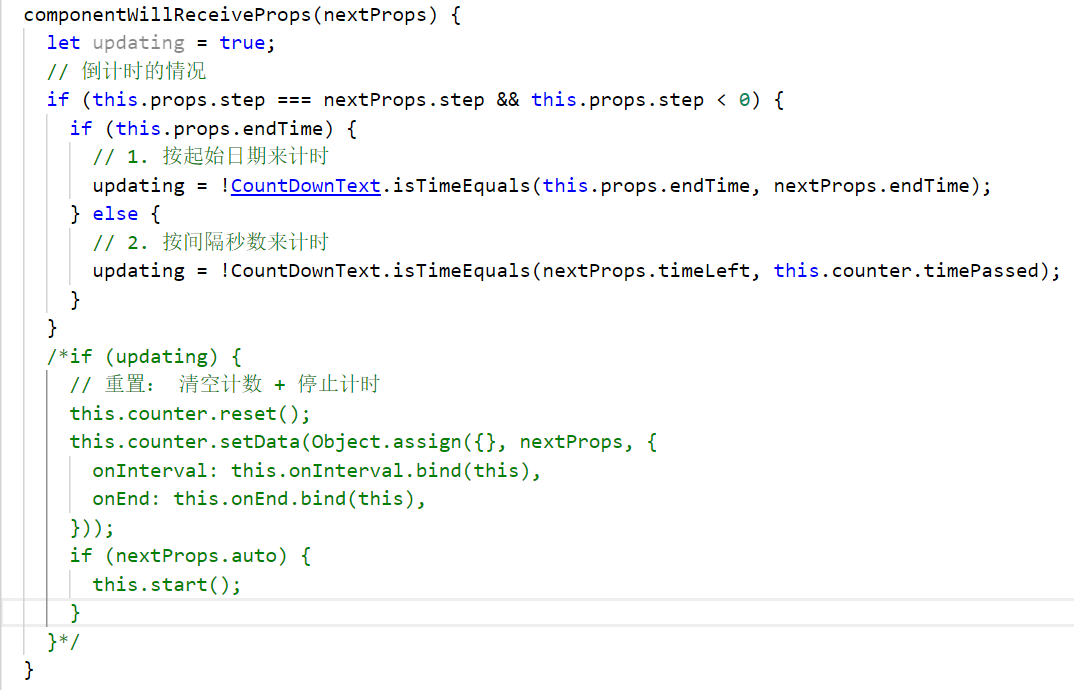 componentWillReceiveProps(nextProps) {
  let updating = true;
  // 倒计时的情况
  if (this.props.step === nextProps.step && this.props.step < 0) {
    if (this.props.endTime) {
      // 1. 按起始日期来计时
      updating = !CountDownText.isTimeEquals(this.props.endTime, nextProps.endTime);
    } else {
      // 2. 按间隔秒数来计时
      updating = !CountDownText.isTimeEquals(nextProps.timeLeft, this.counter.timePassed);
    }
  }
  /*if (updating) {
    // 重置: 清空计数 + 停止计时
    this.counter.reset();
    this.counter.setData(Object.assign({}, nextProps, {
      onInterval: this.onInterval.bind(this),
      onEnd: this.onEnd.bind(this),
    }));
    if (nextProps.auto) {
      this.start();
    }
  }*/
}